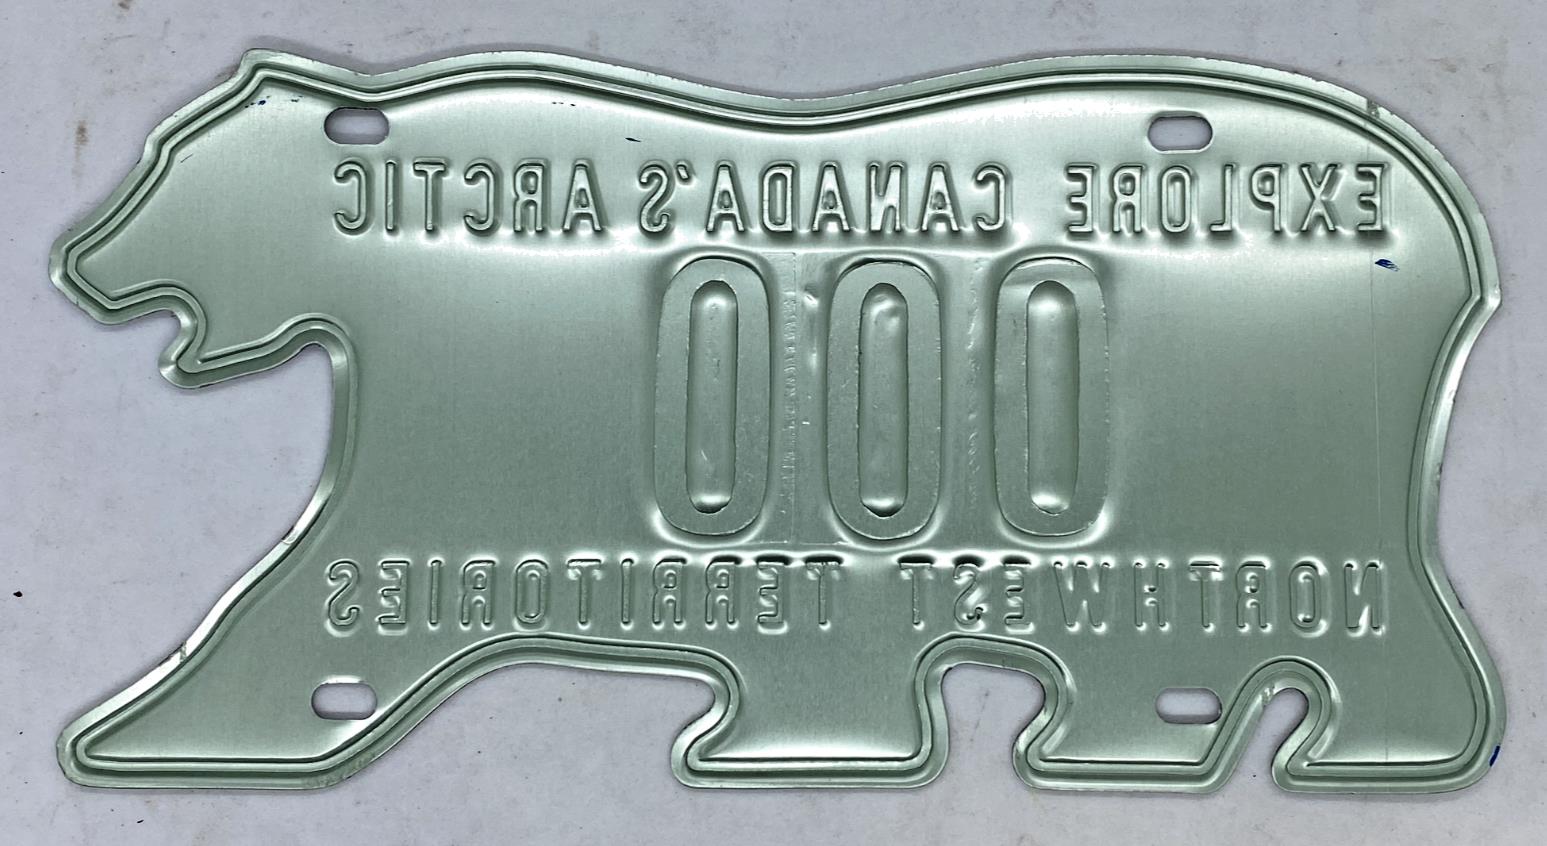 EXPLORE CANADA'S ARCTIC
000
NORTHWEST TERRITORIES